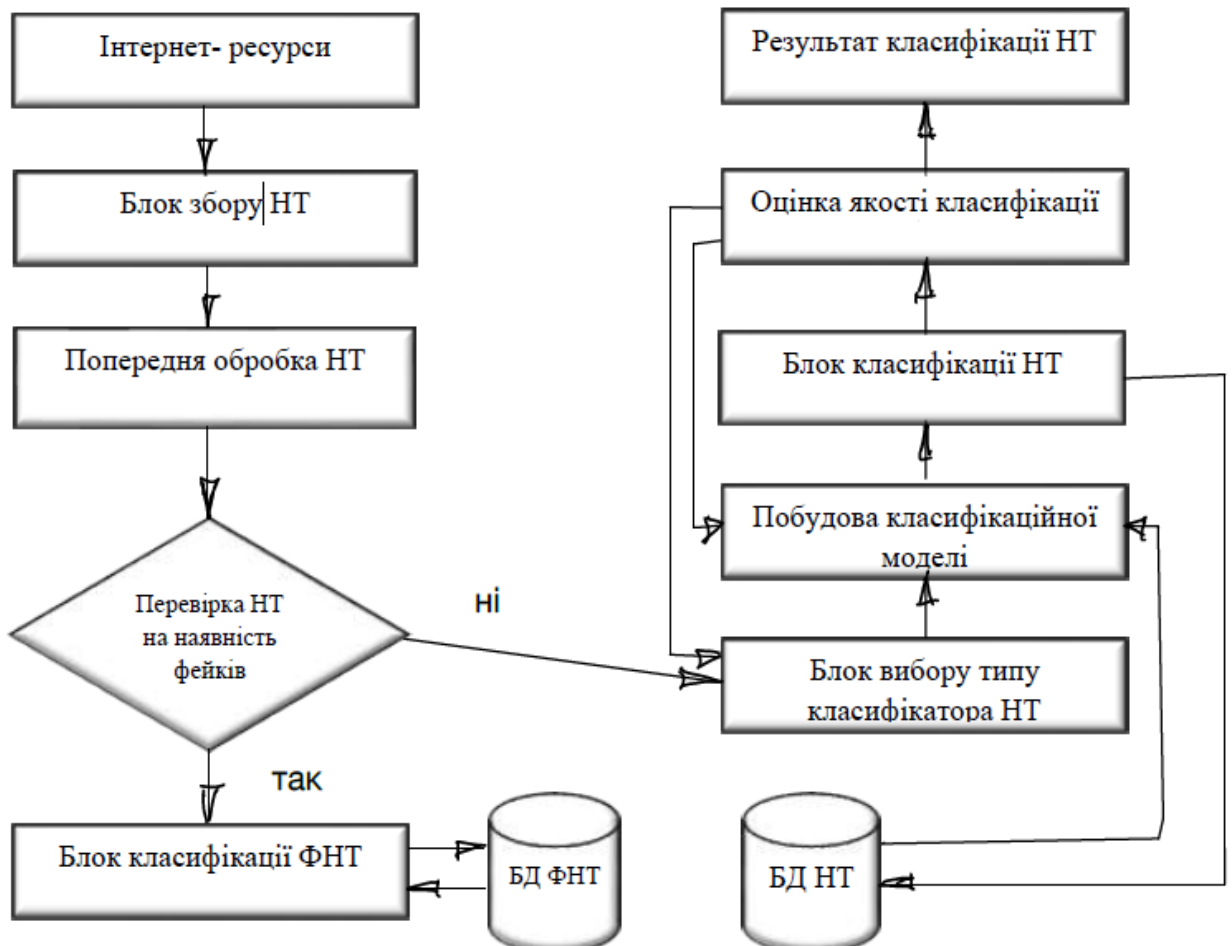 Інтернет- ресурси
Блок збору НТ
Попередня обробка НТ
Перевірка НТ
на наявність
фейків
ні
так
Блок класифікації ФНТ
БД ФНТ
Результат класифікації НТ
Оцінка якості класифікації
Блок класифікації НТ
Побудова класифікаційної
моделі
Блок вибору типу
класифікатора НТ
БД НТ